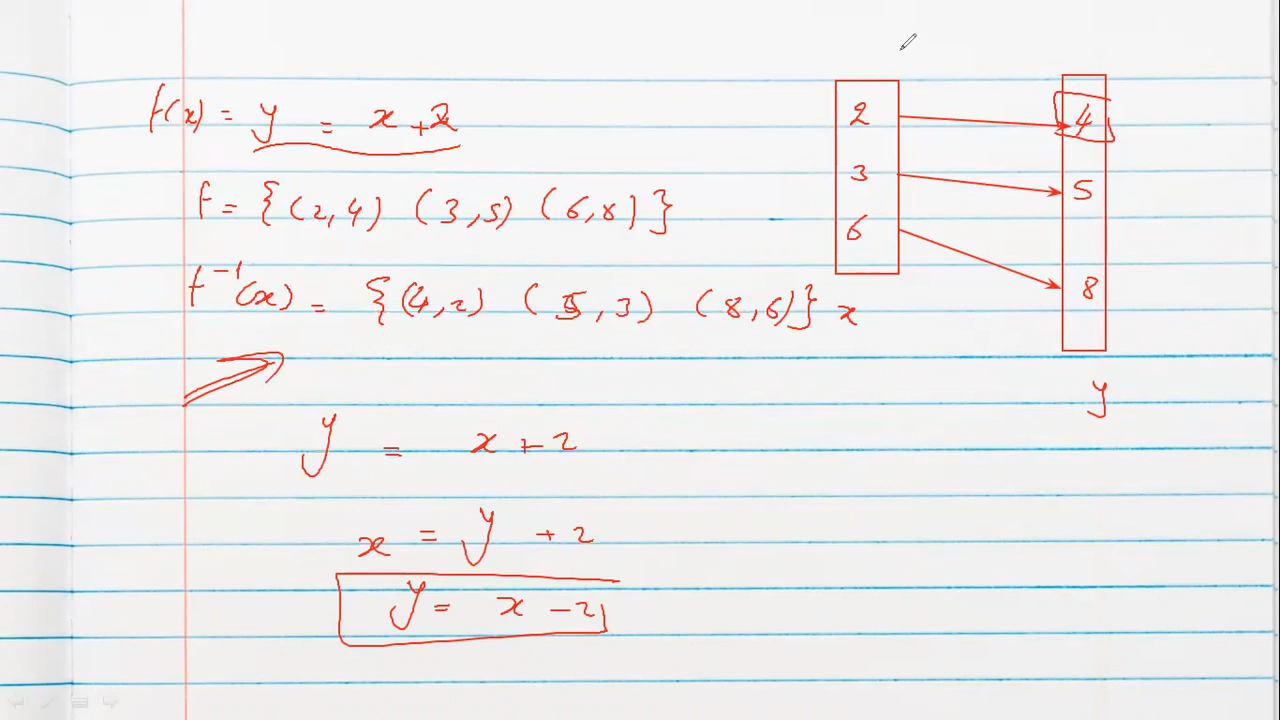 f(x) = y = x + 2
f = {(2,4) (3,5) (6,8)}
f⁻¹(x) = {(4,2) (5,3) (8,6)} x
y = x + 2
x = y + 2
y = x - 2
2
3
6
4
5
8
y